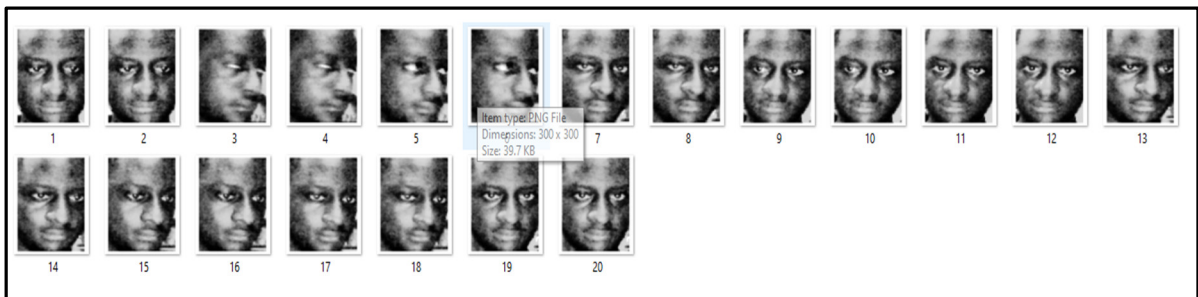 1 2 3 4 5 6 7 8 9 10 11 12 13
Item type: PNG File
Dimensions: 300 x 300
Size: 39.7 KB
14 15 16 17 18 19 20